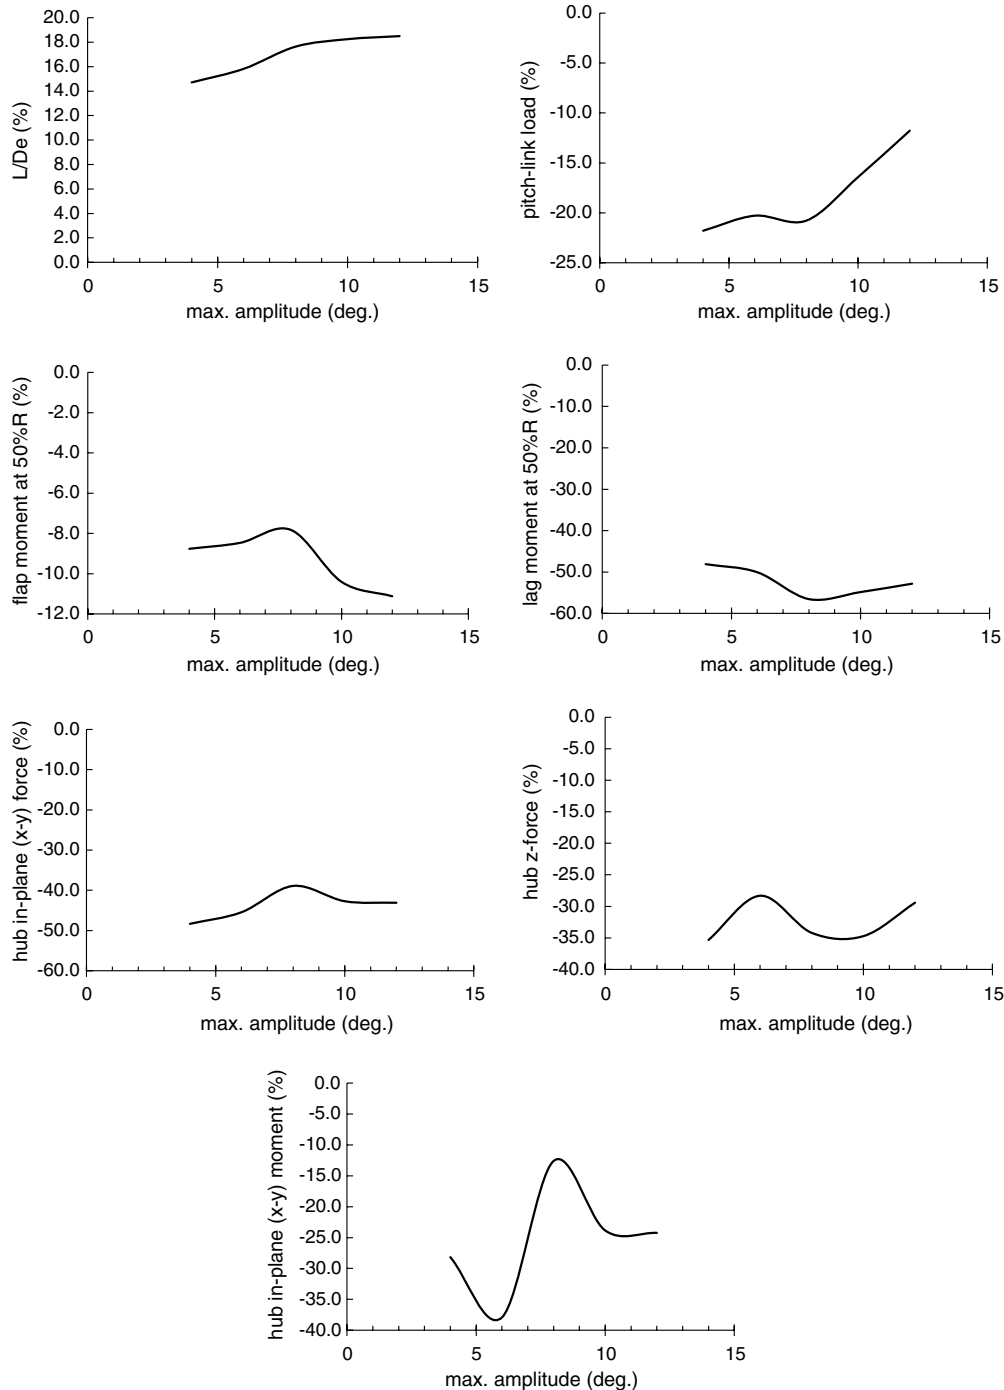 L/De (%)
20.0
18.0
16.0
14.0
12.0
10.0
8.0
6.0
4.0
2.0
0.0
0 5 10 15
max. amplitude (deg.)
pitch-link load (%)
0.0
-5.0
-10.0
-15.0
-20.0
-25.0
0 5 10 15
max. amplitude (deg.)
flap moment at 50%R (%)
0.0
-2.0
-4.0
-6.0
-8.0
-10.0
-12.0
0 5 10 15
max. amplitude (deg.)
lag moment at 50%R (%)
0.0
-10.0
-20.0
-30.0
-40.0
-50.0
-60.0
0 5 10 15
max. amplitude (deg.)
hub in-plane (x-y) force (%)
0.0
-10.0
-20.0
-30.0
-40.0
-50.0
-60.0
0 5 10 15
max. amplitude (deg.)
hub z-force (%)
0.0
-5.0
-10.0
-15.0
-20.0
-25.0
-30.0
-35.0
-40.0
0 5 10 15
max. amplitude (deg.)
hub in-plane (x-y) moment (%)
0.0
-5.0
-10.0
-15.0
-20.0
-25.0
-30.0
-35.0
-40.0
0 5 10 15
max. amplitude (deg.)